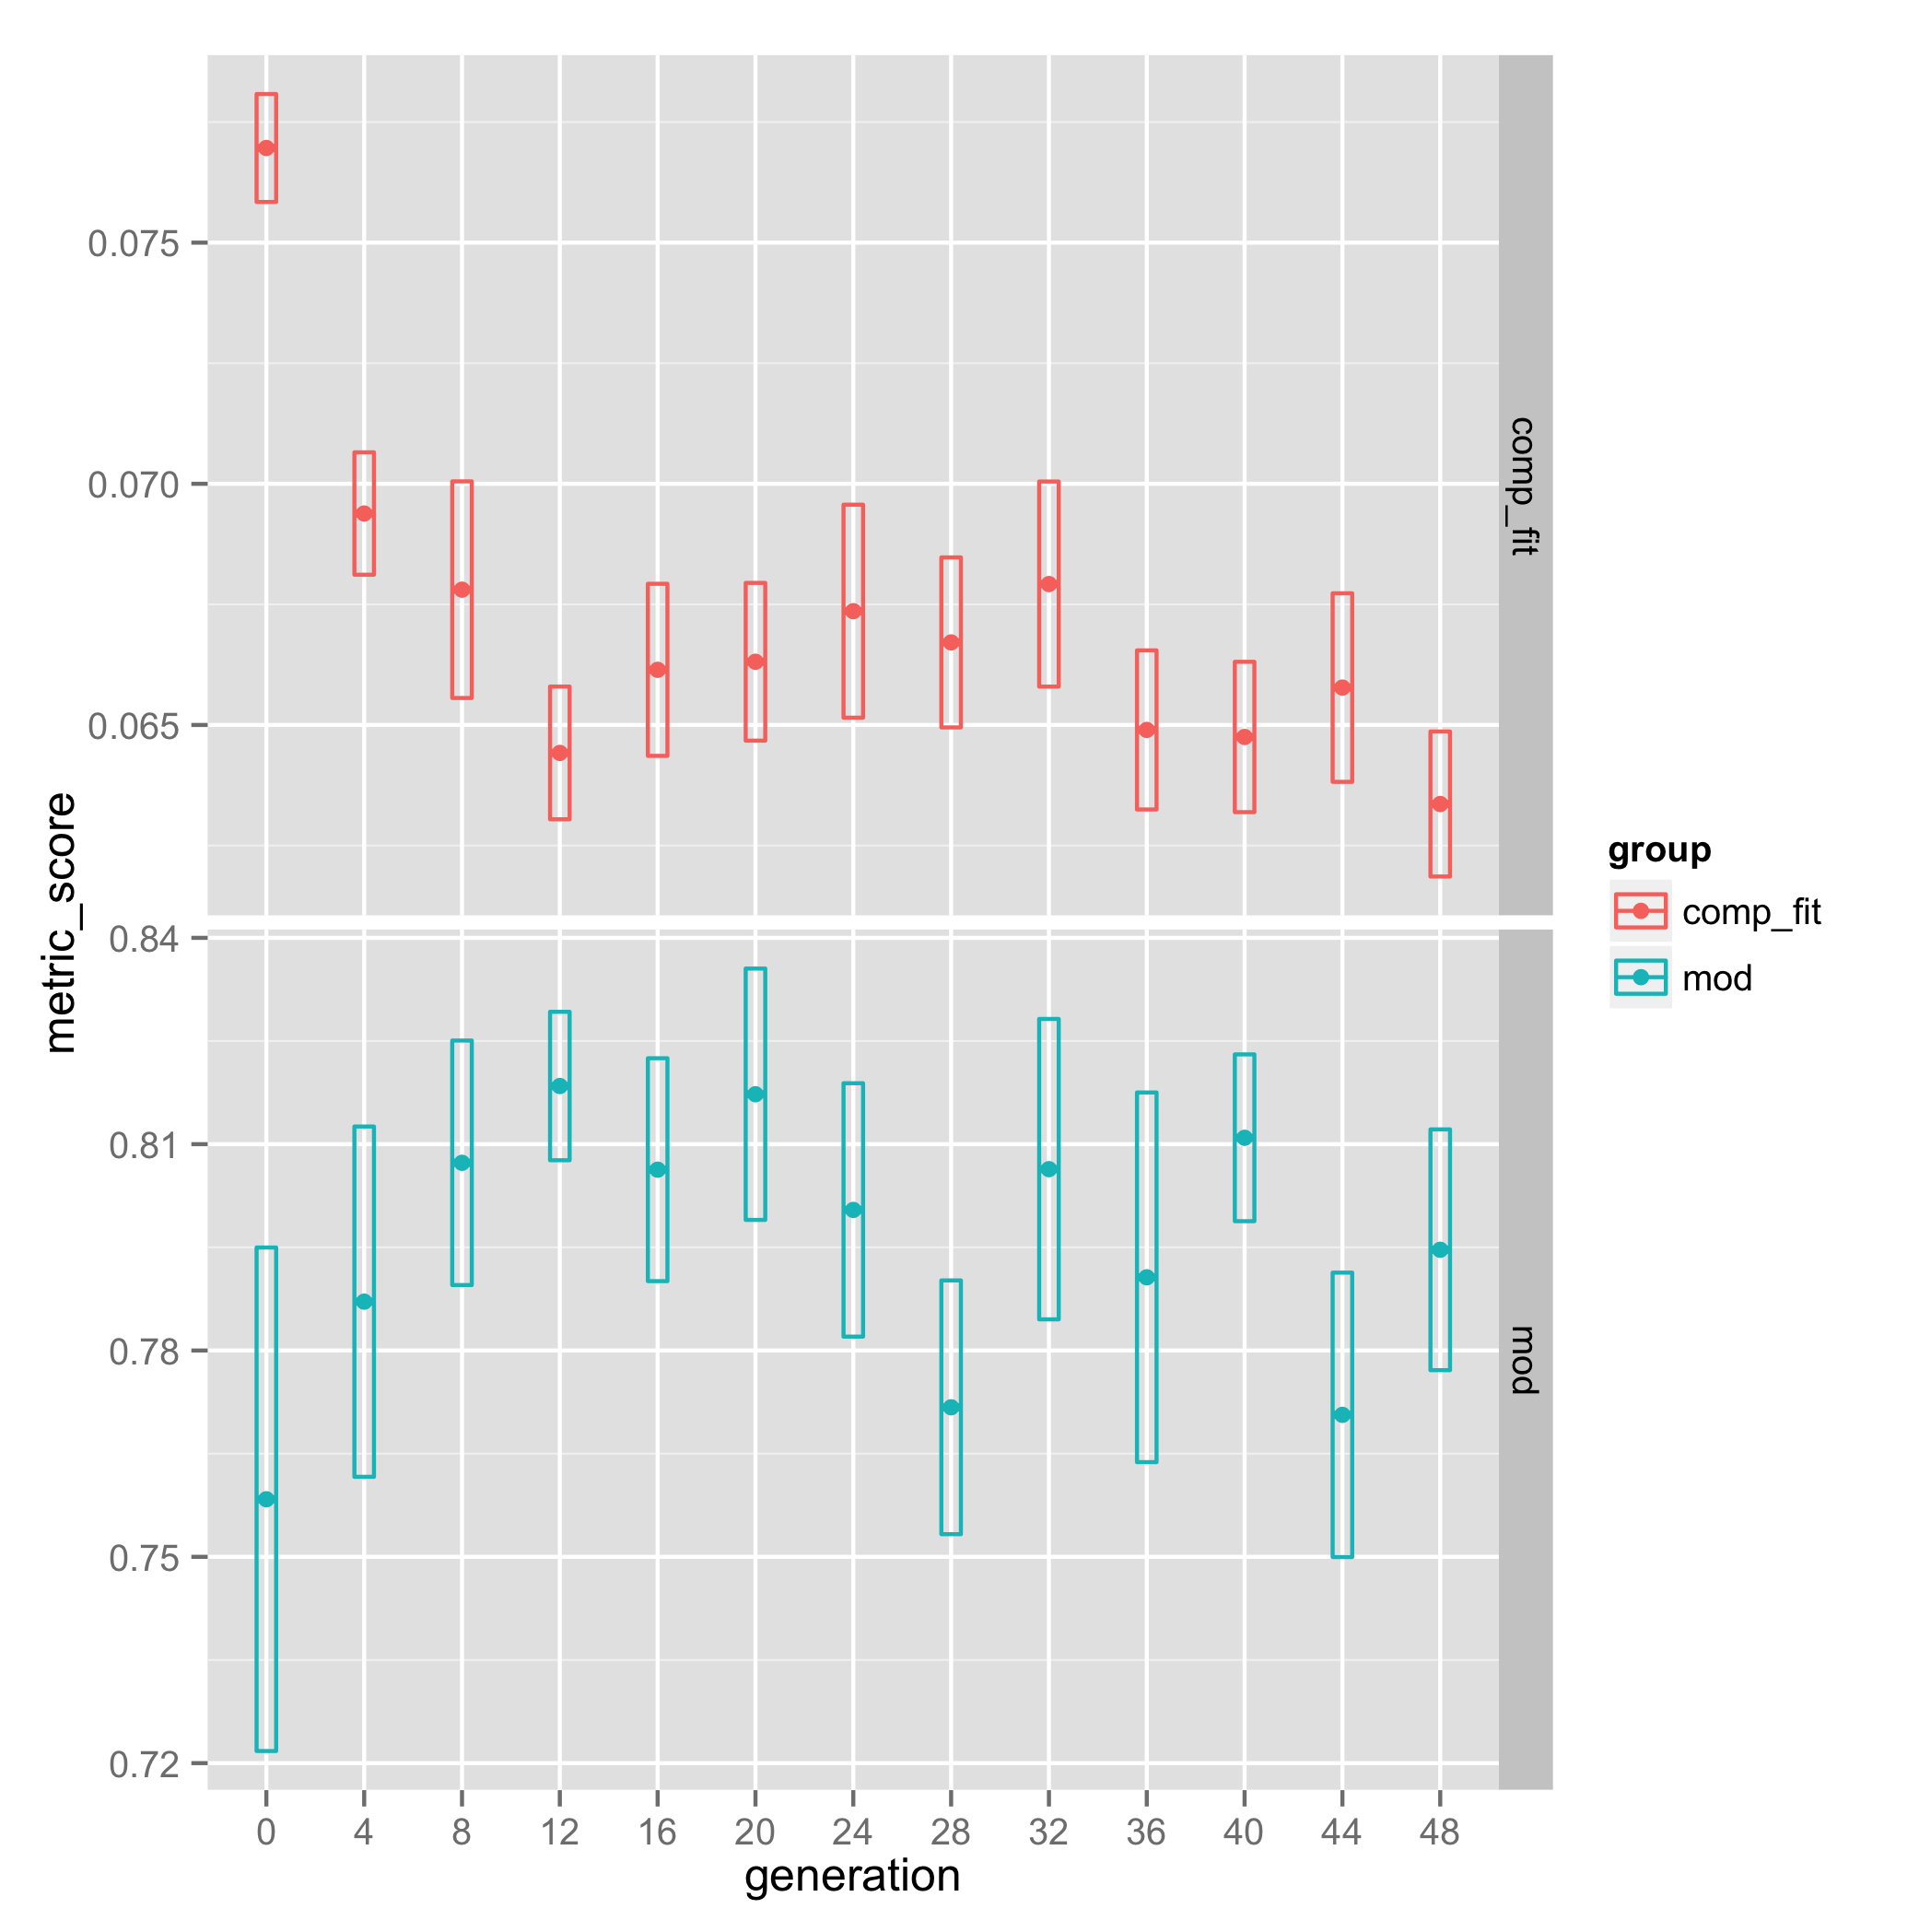 metric_score
0.075
0.070
0.065
comp_fit
0.84
0.81
0.78
0.75
0.72
mod
0 4 8 12 16 20 24 28 32 36 40 44 48
generation
group
comp_fit
mod